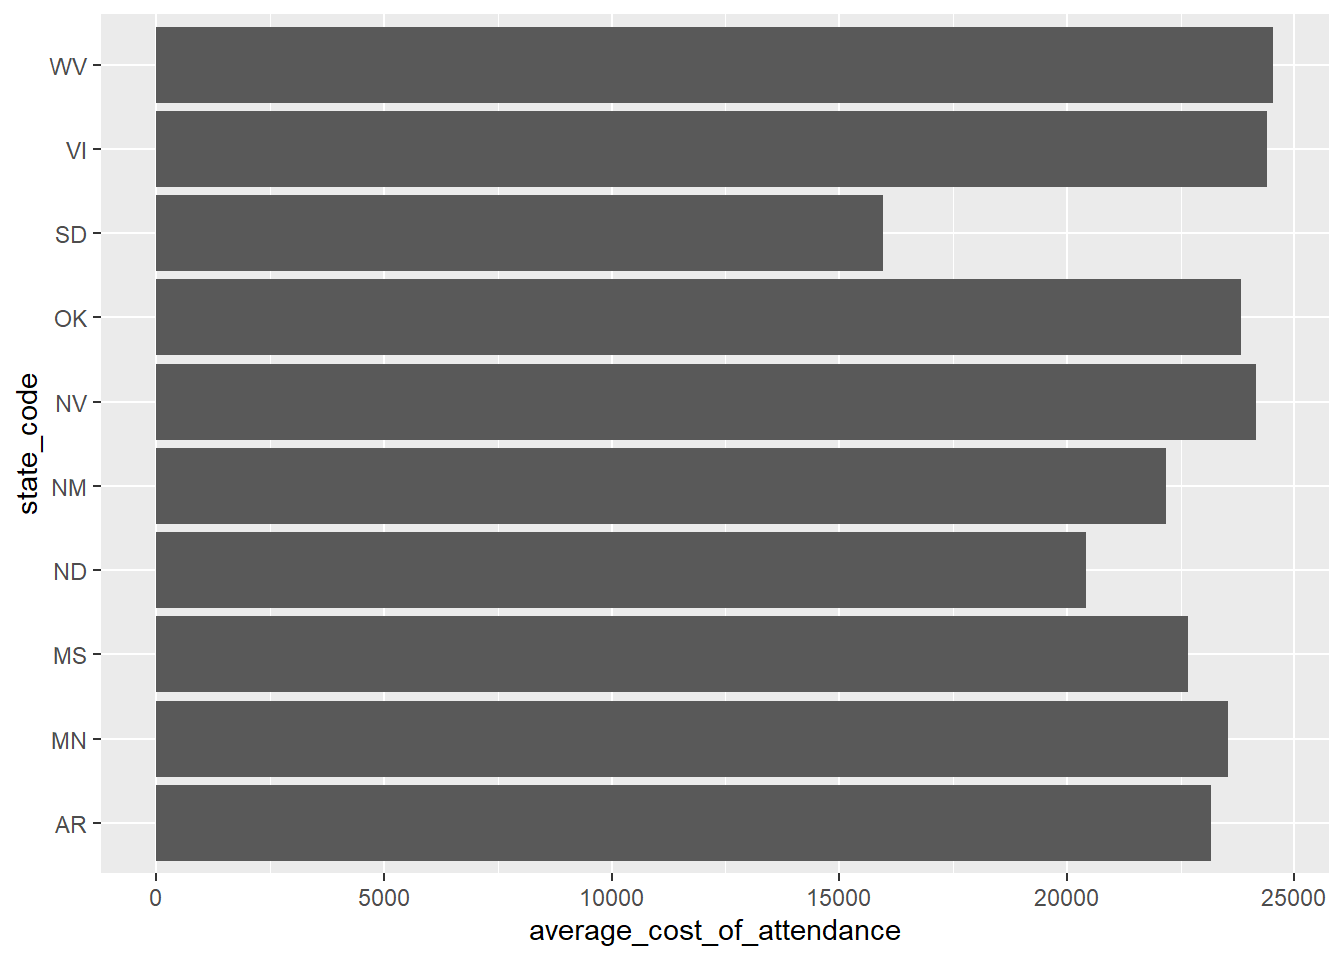 WV
VI
SD
OK
NV
NM
ND
MS
MN
AR
state_code
0 5000 10000 15000 20000 25000
average_cost_of_attendance